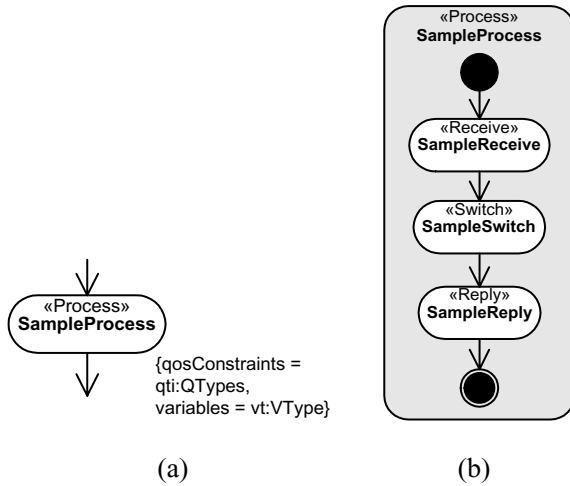 «Process»
SampleProcess
{qosConstraints =
qti:QTypes,
variables = vt:VType}
(a)
«Process»
SampleProcess
«Receive»
SampleReceive
«Switch»
SampleSwitch
«Reply»
SampleReply
(b)